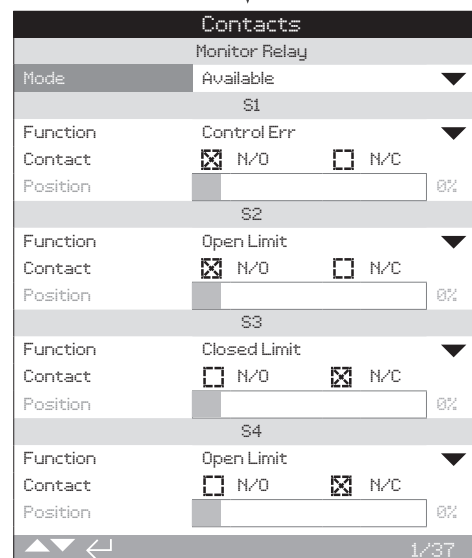 Contacts
Monitor Relay
Mode Available
S1
Function Control Err
Contact N/O N/C
Position 0%
S2
Function Open Limit
Contact N/O N/C
Position 0%
S3
Function Closed Limit
Contact N/O N/C
Position 0%
S4
Function Open Limit
Contact N/O N/C
Position 0%
1/37